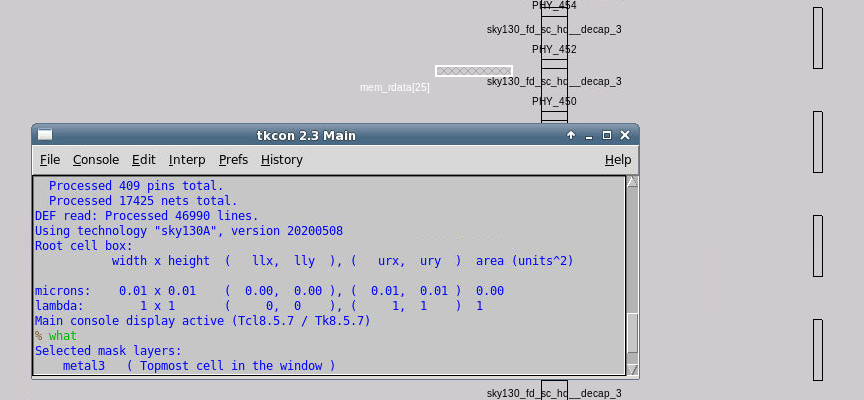 PHY_454
sky130_fd_sc_hd__decap_3
PHY_452
sky130_fd_sc_hd__decap_3
mem_rdata[25]
PHY_450
tkcon 2.3 Main
File Console Edit Interp Prefs History Help
Processed 409 pins total.
Processed 17425 nets total.
DEF read: Processed 46990 lines.
Using technology "sky130A", version 20200508
Root cell box:
width x height ( llx, lly ), ( urx, ury ) area (units^2)
microns: 0.01 x 0.01 ( 0.00, 0.00 ), ( 0.01, 0.01 ) 0.00
lambda: 1 x 1 ( 0, 0 ), ( 1, 1 ) 1
Main console display active (Tcl8.5.7 / Tk8.5.7)
% what
Selected mask layers:
metal3 ( Topmost cell in the window )
sky130_fd_sc_hd__decap_3